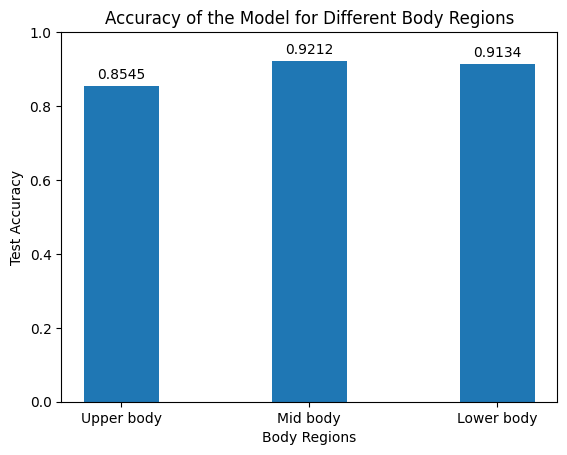 Accuracy of the Model for Different Body Regions
1.0
0.8
0.6
0.4
0.2
0.0
Test Accuracy
0.8545
0.9212
0.9134
Upper body
Mid body
Lower body
Body Regions